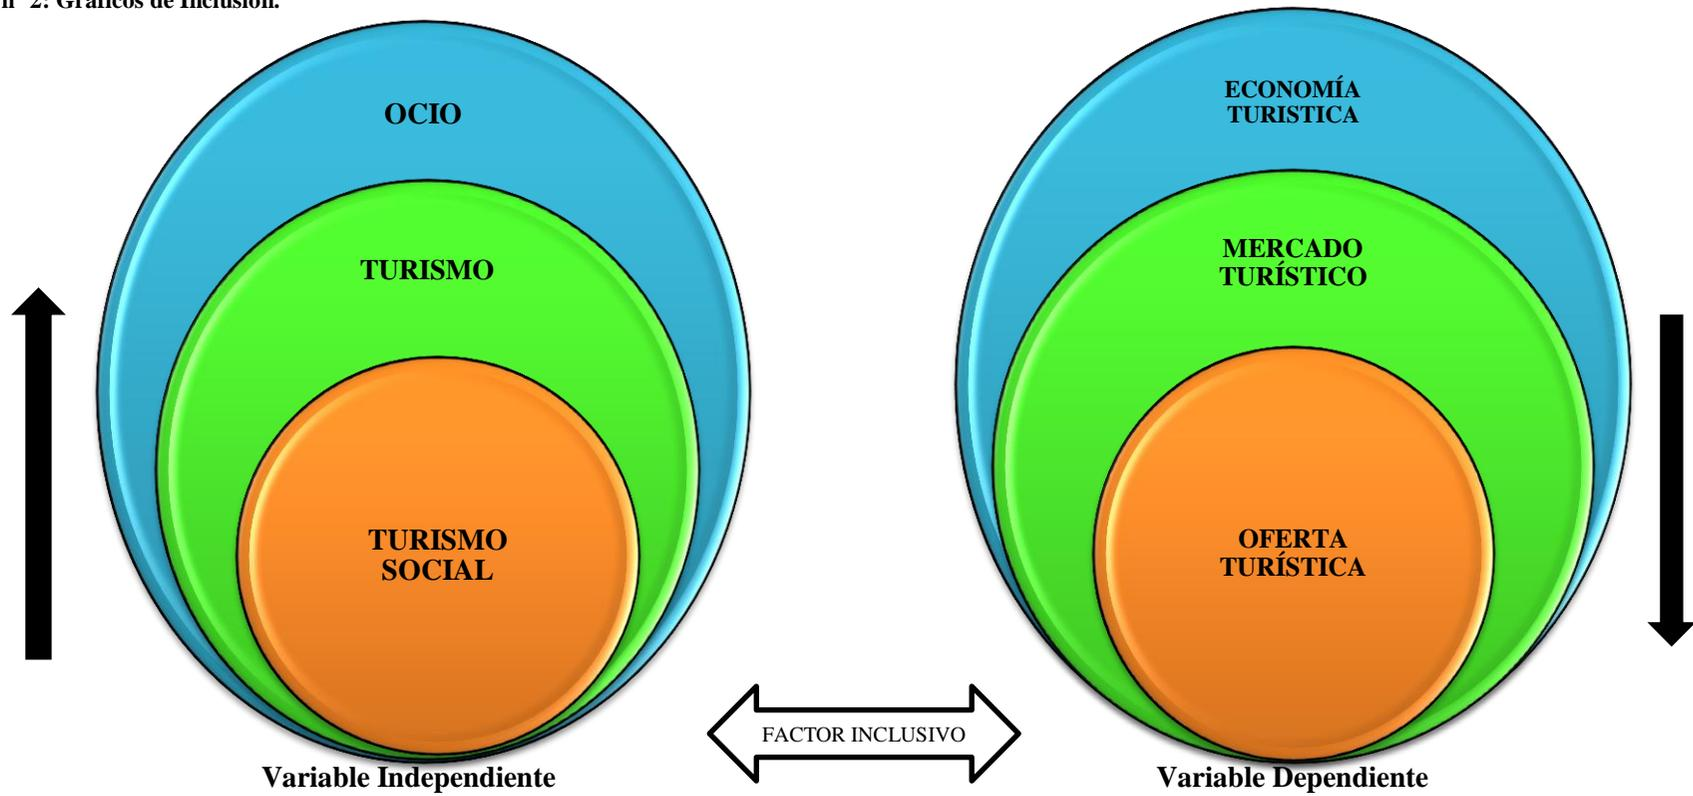 n° 2: Gráficos de Inclusión.
OCIO
TURISMO
TURISMO
SOCIAL
Variable Independiente
FACTOR INCLUSIVO
ECONOMÍA
TURISTICA
MERCADO
TURÍSTICO
OFERTA
TURÍSTICA
Variable Dependiente